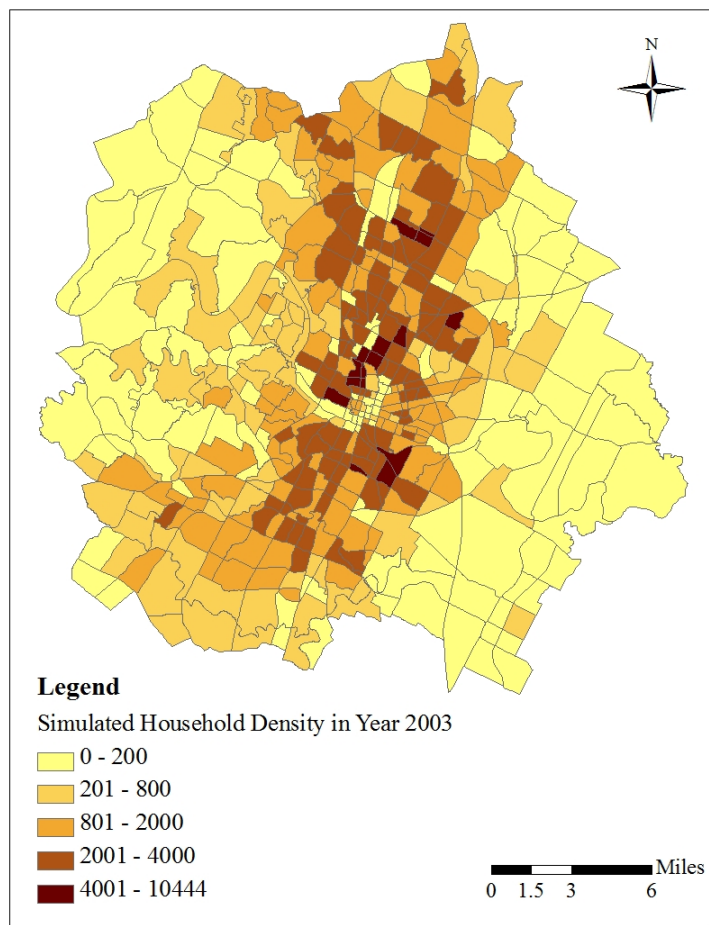 N
Legend
Simulated Household Density in Year 2003
0 - 200
201 - 800
801 - 2000
2001 - 4000
4001 - 10444
Miles
0 1.5 3 6